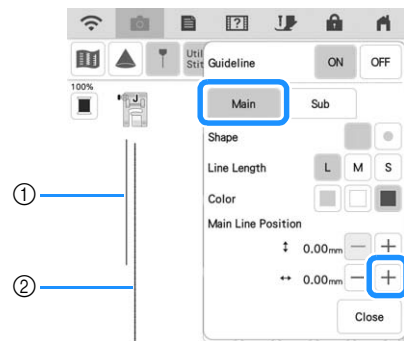 ?
Util
Stit
Guideline ON OFF
100%
J
Main Sub
Shape
Line Length L M S
Color
Main Line Position
↕ 0.00mm − +
↔ 0.00mm − +
Close
①
②